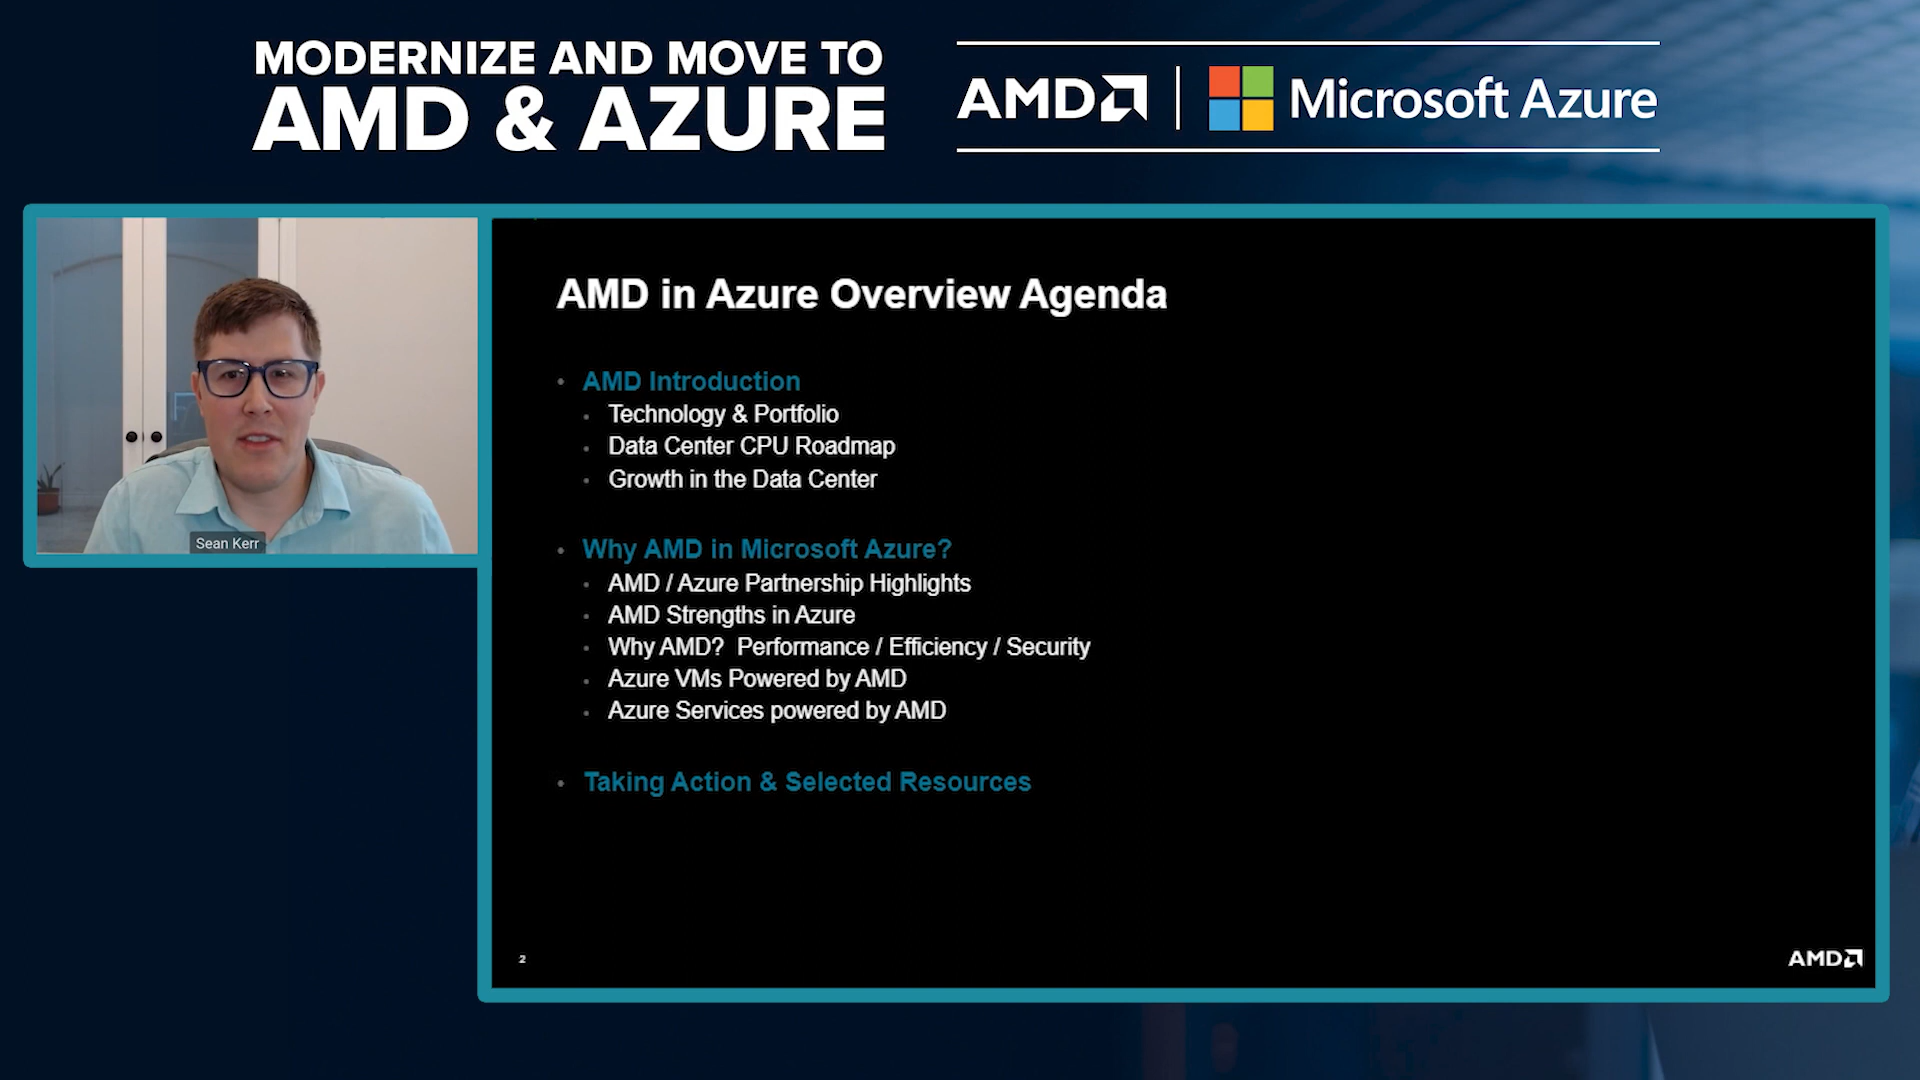 MODERNIZE AND MOVE TO
AMD & AZURE
AMD
Microsoft Azure
Sean Kerr
AMD in Azure Overview Agenda
• AMD Introduction
• Technology & Portfolio
• Data Center CPU Roadmap
• Growth in the Data Center
• Why AMD in Microsoft Azure?
• AMD / Azure Partnership Highlights
• AMD Strengths in Azure
• Why AMD?  Performance / Efficiency / Security
• Azure VMs Powered by AMD
• Azure Services powered by AMD
• Taking Action & Selected Resources
2
AMD